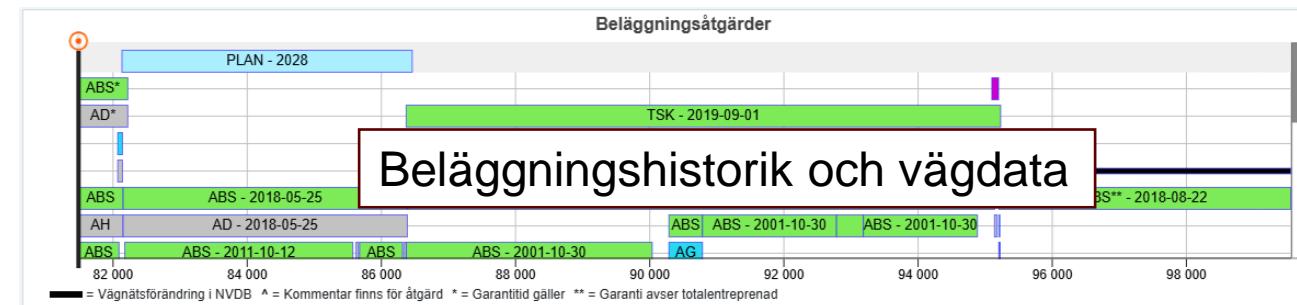 Beläggningsåtgärder
PLAN - 2028
ABS*
AD*
TSK - 2019-09-01
Beläggningshistorik och vägdata
ABS
ABS - 2018-05-25
BS** - 2018-08-22
AH
AD - 2018-05-25
ABS
ABS - 2001-10-30
ABS - 2001-10-30
ABS
ABS - 2011-10-12
ABS
ABS - 2001-10-30
AG
82 000 84 000 86 000 88 000 90 000 92 000 94 000 96 000 98 000
= Vägnätsförändring i NVDB ^ = Kommentar finns för åtgärd * = Garantitid gäller ** = Garanti avser totalentreprenad